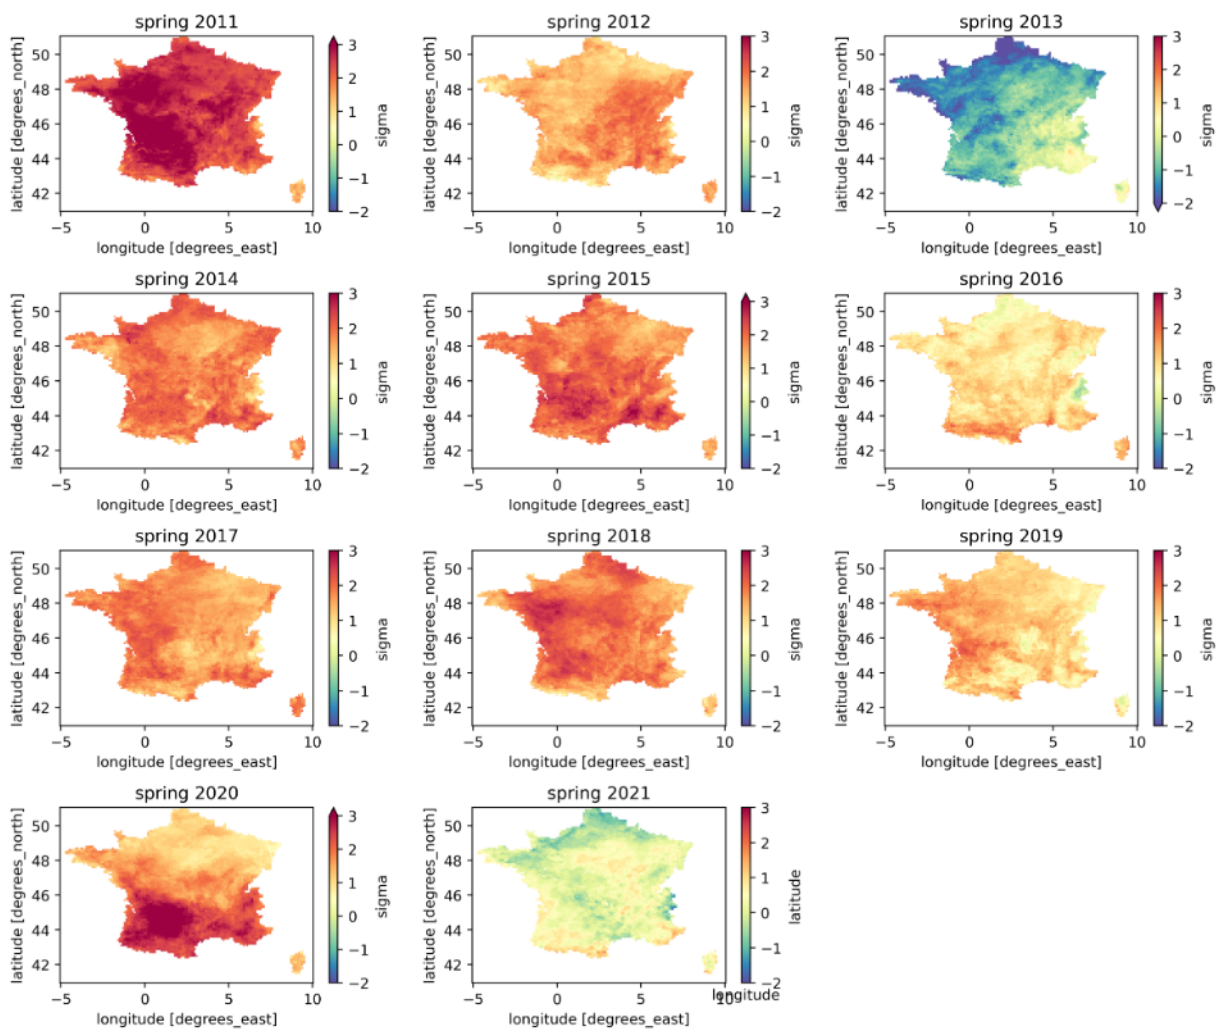 spring 2011 spring 2012 spring 2013
latitude [degrees_north] 50 48 46 44 42 3 2 1 0 −1 −2 sigma
latitude [degrees_north] 50 48 46 44 42 3 2 1 0 −1 −2 sigma
latitude [degrees_north] 50 48 46 44 42 3 2 1 0 −1 −2 sigma
−5 0 5 10 −5 0 5 10 −5 0 5 10
longitude [degrees_east] longitude [degrees_east] longitude [degrees_east]
spring 2014 spring 2015 spring 2016
latitude [degrees_north] 50 48 46 44 42 3 2 1 0 −1 −2 sigma
latitude [degrees_north] 50 48 46 44 42 3 2 1 0 −1 −2 sigma
latitude [degrees_north] 50 48 46 44 42 3 2 1 0 −1 −2 sigma
−5 0 5 10 −5 0 5 10 −5 0 5 10
longitude [degrees_east] longitude [degrees_east] longitude [degrees_east]
spring 2017 spring 2018 spring 2019
latitude [degrees_north] 50 48 46 44 42 3 2 1 0 −1 −2 sigma
latitude [degrees_north] 50 48 46 44 42 3 2 1 0 −1 −2 sigma
latitude [degrees_north] 50 48 46 44 42 3 2 1 0 −1 −2 sigma
−5 0 5 10 −5 0 5 10 −5 0 5 10
longitude [degrees_east] longitude [degrees_east] longitude [degrees_east]
spring 2020 spring 2021
latitude [degrees_north] 50 48 46 44 42 3 2 1 0 −1 −2 sigma
latitude [degrees_north] 50 48 46 44 42 3 2 1 0 −1 −2 latitude
−5 0 5 10 −5 0 5 10 longitude
longitude [degrees_east] longitude [degrees_east]